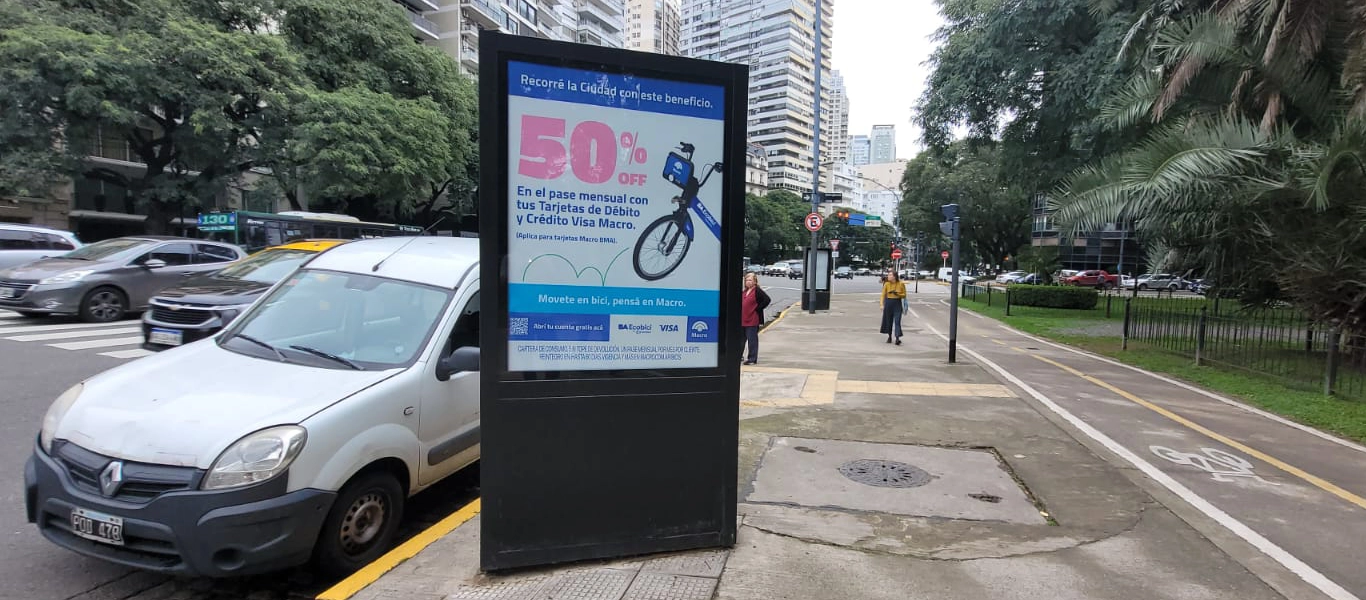 Recorré la Ciudad con este beneficio.
50%
OFF
En el pase mensual con
tus Tarjetas de Débito
y Crédito Visa Macro.
(Aplica para tarjetas Macro BMA).
Movete en bici, pensá en Macro.
Abrí tu cuenta gratis acá
BA Ecobici
VISA
Macro
130